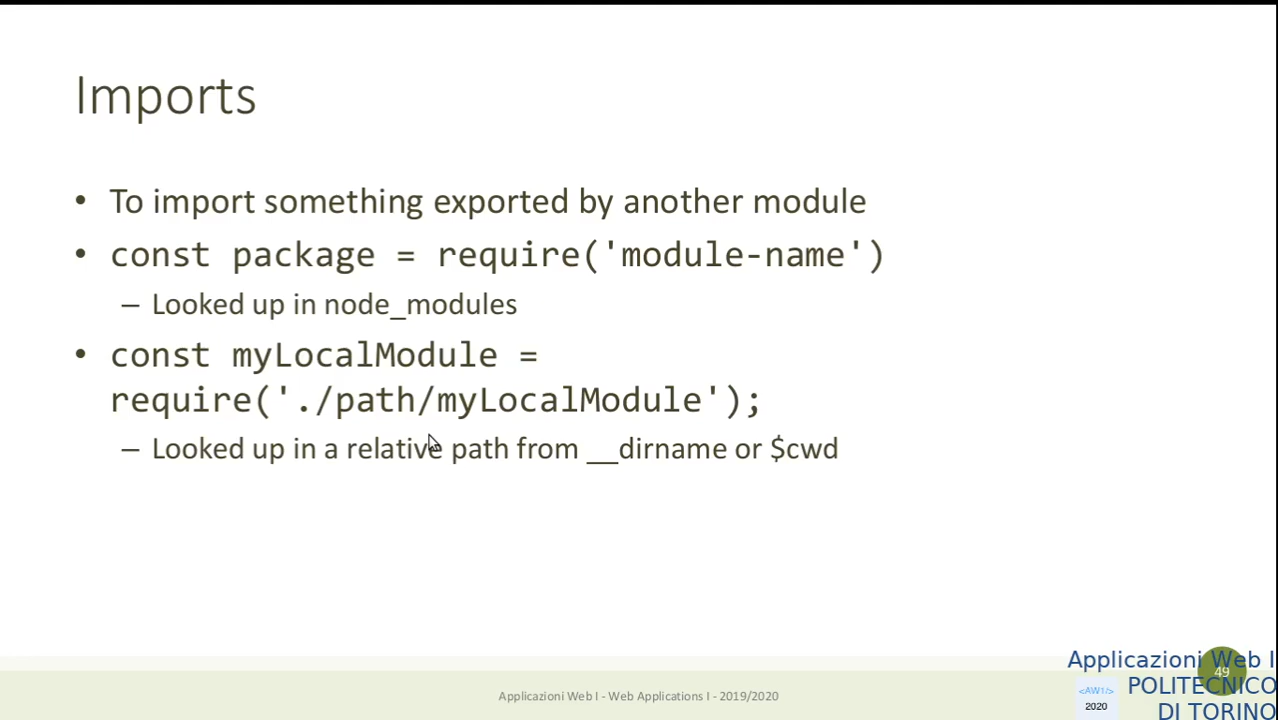 Imports
• To import something exported by another module
• const package = require('module-name')
– Looked up in node_modules
• const myLocalModule =
require('./path/myLocalModule');
– Looked up in a relative path from __dirname or $cwd
Applicazioni Web I - Web Applications I - 2019/2020
49
Applicazioni Web I
POLITECNICO
DI TORINO
<AW1/>
2020